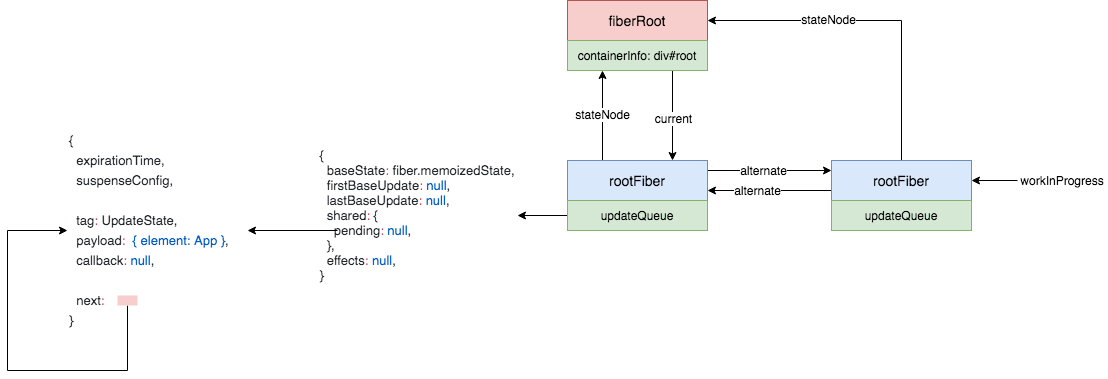 fiberRoot
stateNode
containerInfo: div#root
stateNode
current
{
expirationTime,
suspenseConfig,
tag: UpdateState,
payload: { element: App },
callback: null,
next:
}
{
baseState: fiber.memoizedState,
firstBaseUpdate: null,
lastBaseUpdate: null,
shared: {
pending: null,
},
effects: null,
}
rootFiber
updateQueue
alternate
alternate
rootFiber
updateQueue
workInProgress